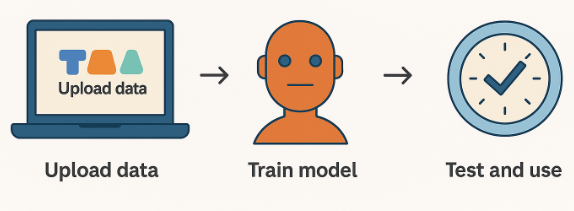 Upload data
Upload data
Train model
Test and use